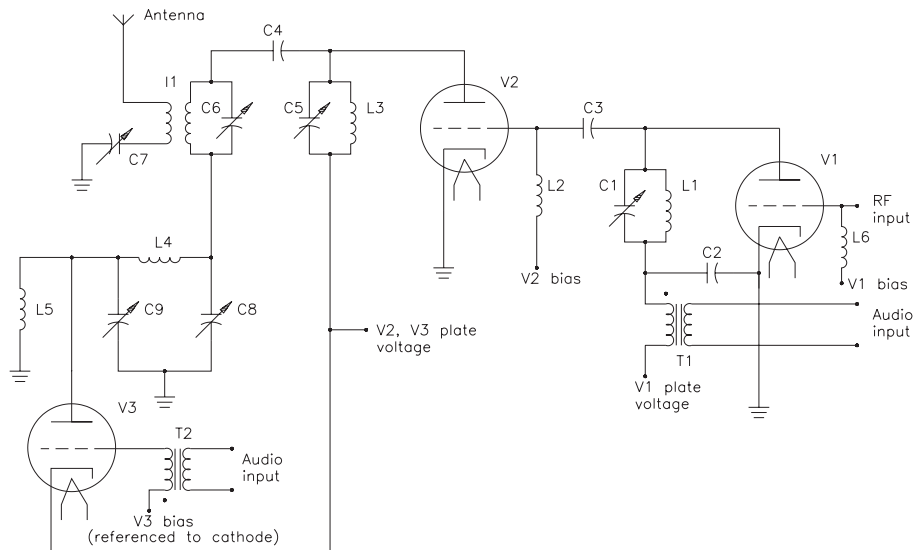 Antenna
C4
I1
C6
C5
L3
V2
C3
V1
C7
C1
L1
L2
RF
input
L6
L4
C2
V2 bias
V1 bias
L5
C9
C8
V2, V3 plate
voltage
Audio
input
T1
V1 plate
voltage
V3
T2
Audio
input
V3 bias
(referenced to cathode)